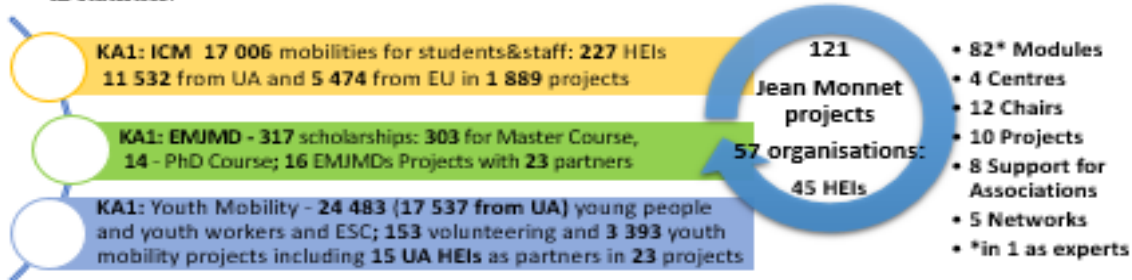 KA1: ICM 17 006 mobilities for students&staff: 227 HEIs
11 532 from UA and 5 474 from EU in 1 889 projects
KA1: EMJMD - 317 scholarships: 303 for Master Course,
14 - PhD Course; 16 EMJMDs Projects with 23 partners
KA1: Youth Mobility - 24 483 (17 537 from UA) young people
and youth workers and ESC; 153 volunteering and 3 393 youth
mobility projects including 15 UA HEIs as partners in 23 projects
121
Jean Monnet
projects
57 organisations:
45 HEIs
• 82* Modules
• 4 Centres
• 12 Chairs
• 10 Projects
• 8 Support for
Associations
• 5 Networks
• *in 1 as experts